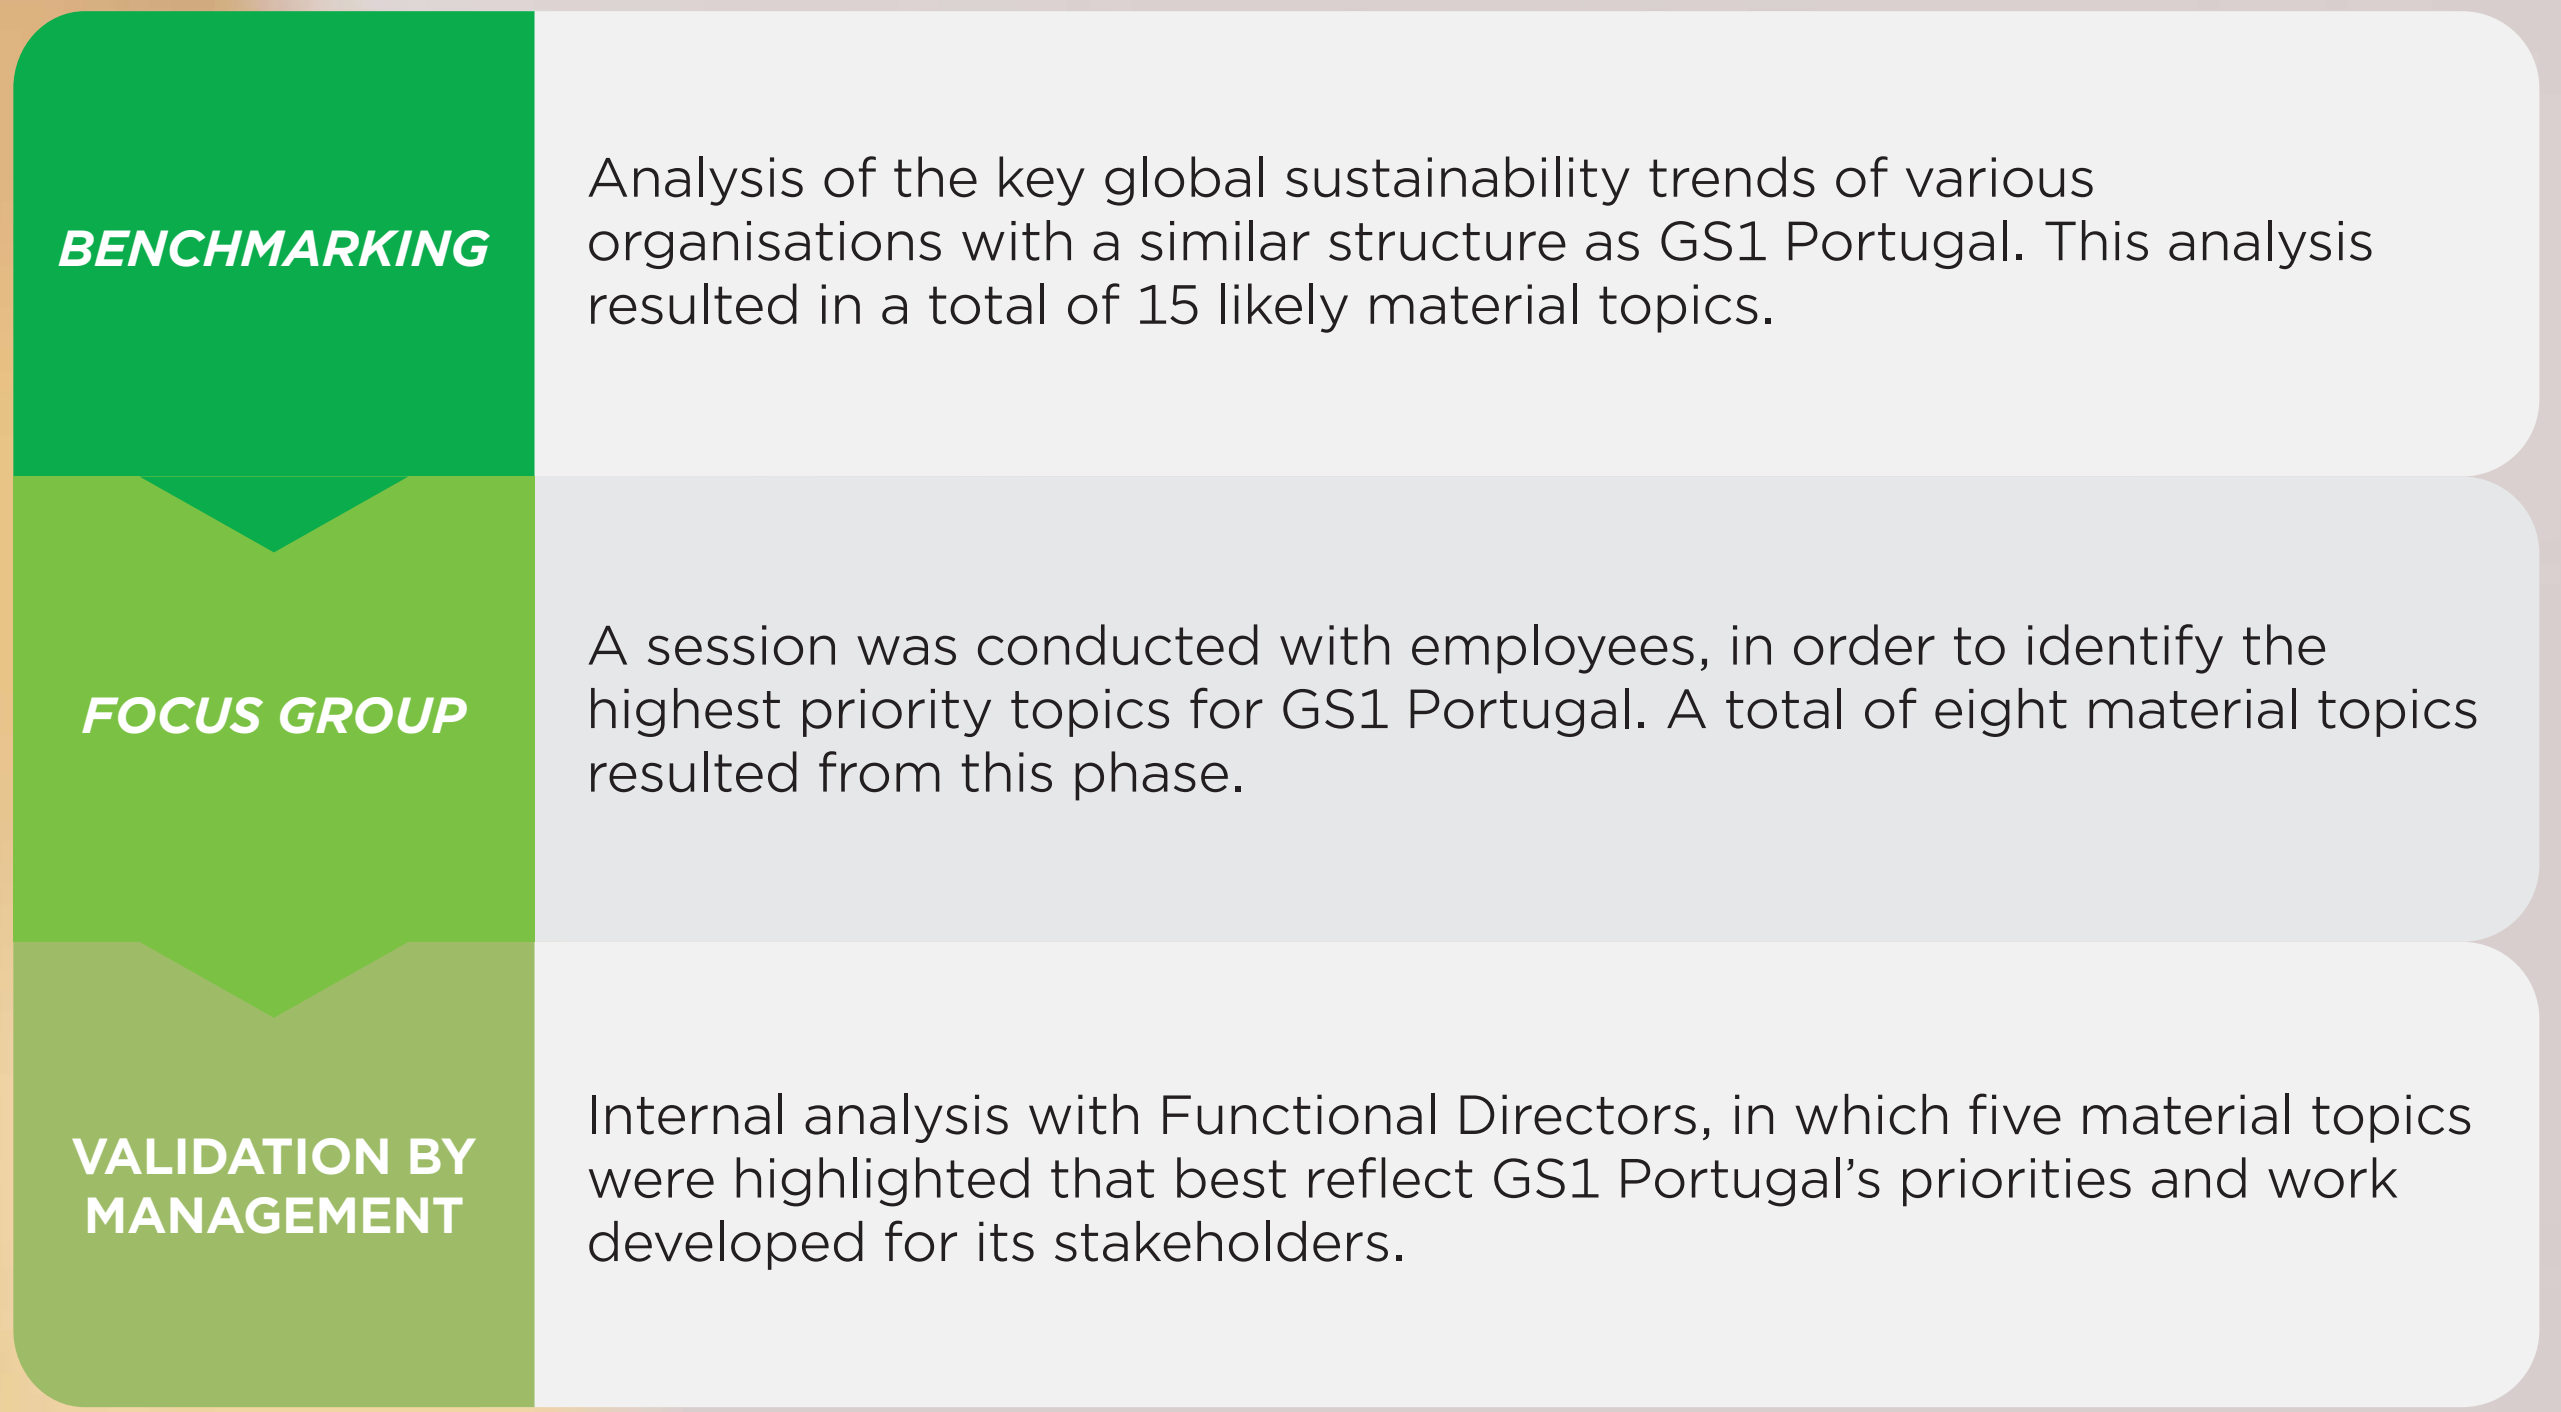 BENCHMARKING
Analysis of the key global sustainability trends of various
organisations with a similar structure as GS1 Portugal. This analysis
resulted in a total of 15 likely material topics.
FOCUS GROUP
A session was conducted with employees, in order to identify the
highest priority topics for GS1 Portugal. A total of eight material topics
resulted from this phase.
VALIDATION BY
MANAGEMENT
Internal analysis with Functional Directors, in which five material topics
were highlighted that best reflect GS1 Portugal’s priorities and work
developed for its stakeholders.